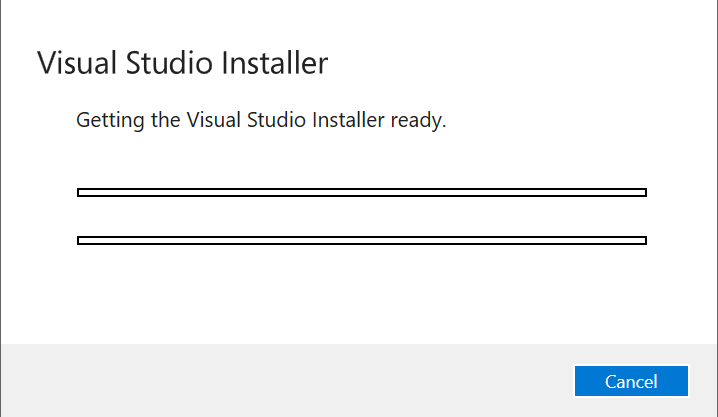 Visual Studio Installer
Getting the Visual Studio Installer ready.
Cancel